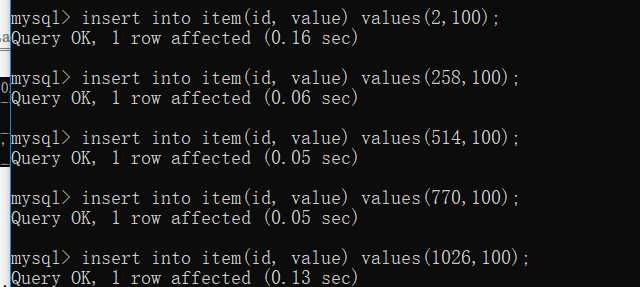 mysql> insert into item(id, value) values(2,100);
Query OK, 1 row affected (0.16 sec)
mysql> insert into item(id, value) values(258,100);
Query OK, 1 row affected (0.06 sec)
mysql> insert into item(id, value) values(514,100);
Query OK, 1 row affected (0.05 sec)
mysql> insert into item(id, value) values(770,100);
Query OK, 1 row affected (0.05 sec)
mysql> insert into item(id, value) values(1026,100);
Query OK, 1 row affected (0.13 sec)